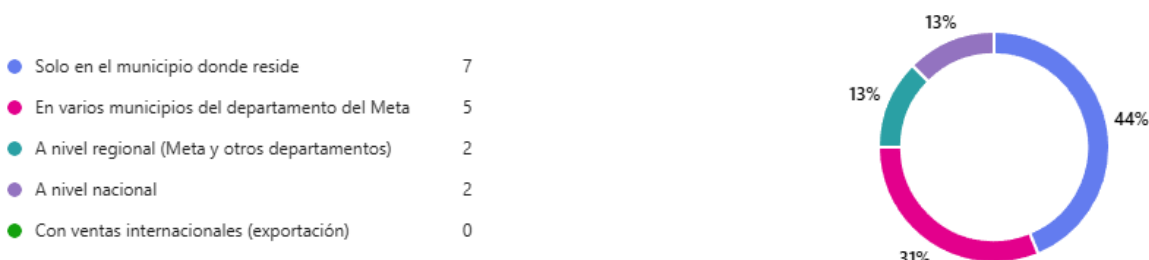 Solo en el municipio donde reside 7
En varios municipios del departamento del Meta 5
A nivel regional (Meta y otros departamentos) 2
A nivel nacional 2
Con ventas internacionales (exportación) 0
13%
13%
44%
31%